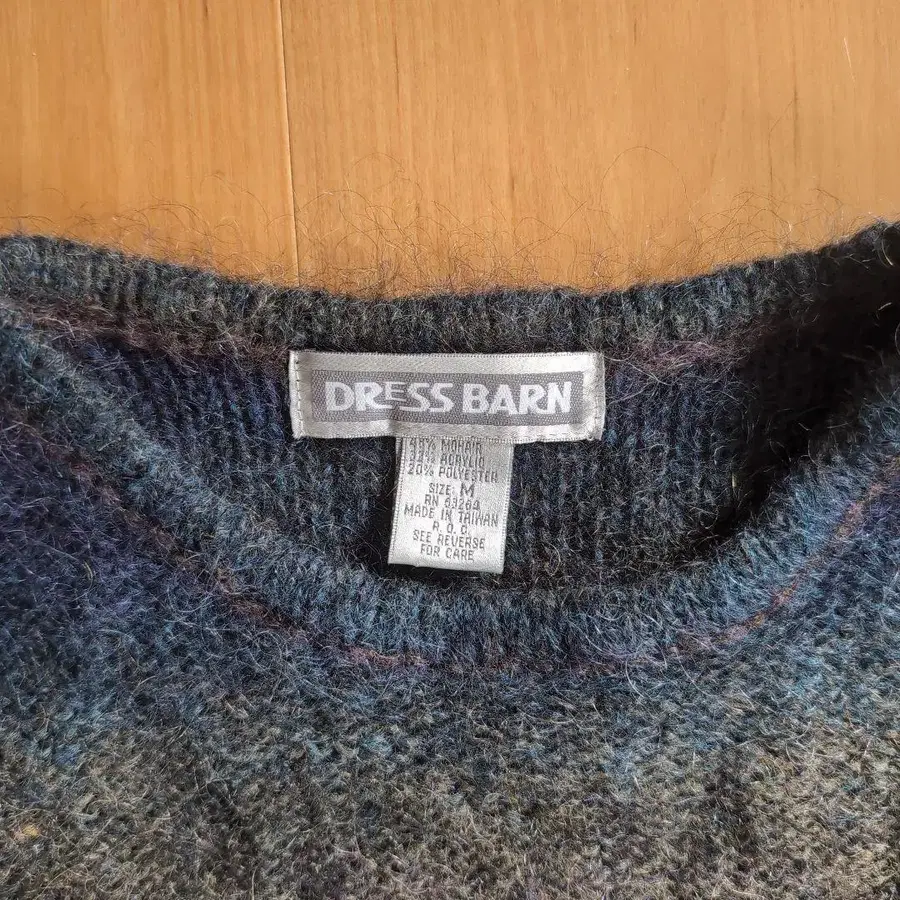 DRESS BARN
48% MOHAIR
32% ACRYLIC
20% POLYESTER
SIZE: M
RN 63264
MADE IN TAIWAN
R. O. C.
SEE REVERSE
FOR CARE